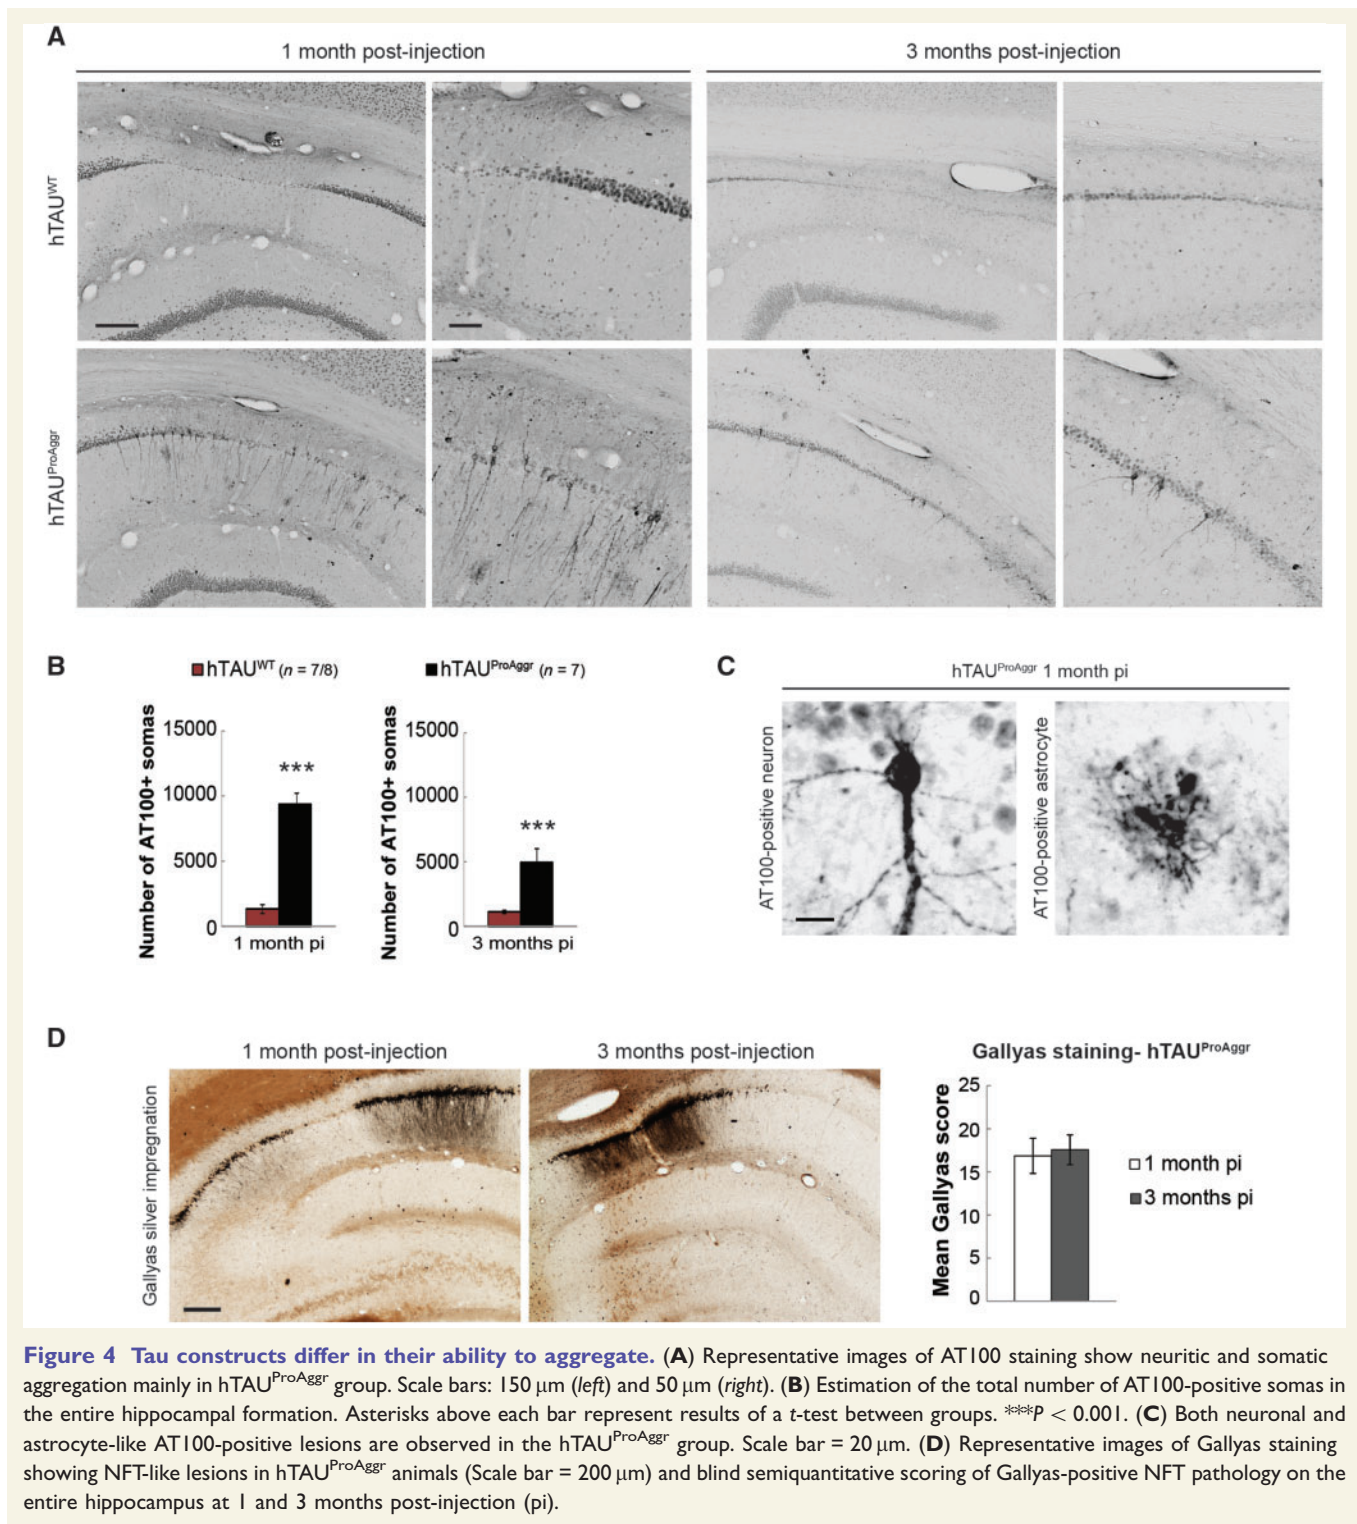 A
1 month post-injection
3 months post-injection
hTAU^WT
hTAU^ProAggr
B
hTAU^WT (n = 7/8)
hTAU^ProAggr (n = 7)
Number of AT100+ somas
15000
10000
5000
0
***
1 month pi
Number of AT100+ somas
15000
10000
5000
0
***
3 months pi
C
hTAU^ProAggr 1 month pi
AT100-positive neuron
AT100-positive astrocyte
D
1 month post-injection
3 months post-injection
Gallyas silver impregnation
Gallyas staining- hTAU^ProAggr
Mean Gallyas score
25
20
15
10
5
0
1 month pi
3 months pi
Figure 4 Tau constructs differ in their ability to aggregate. (A) Representative images of AT100 staining show neuritic and somatic
aggregation mainly in hTAU^ProAggr group. Scale bars: 150 μm (left) and 50 μm (right). (B) Estimation of the total number of AT100-positive somas in
the entire hippocampal formation. Asterisks above each bar represent results of a t-test between groups. ***P < 0.001. (C) Both neuronal and
astrocyte-like AT100-positive lesions are observed in the hTAU^ProAggr group. Scale bar = 20 μm. (D) Representative images of Gallyas staining
showing NFT-like lesions in hTAU^ProAggr animals (Scale bar = 200 μm) and blind semiquantitative scoring of Gallyas-positive NFT pathology on the
entire hippocampus at 1 and 3 months post-injection (pi).